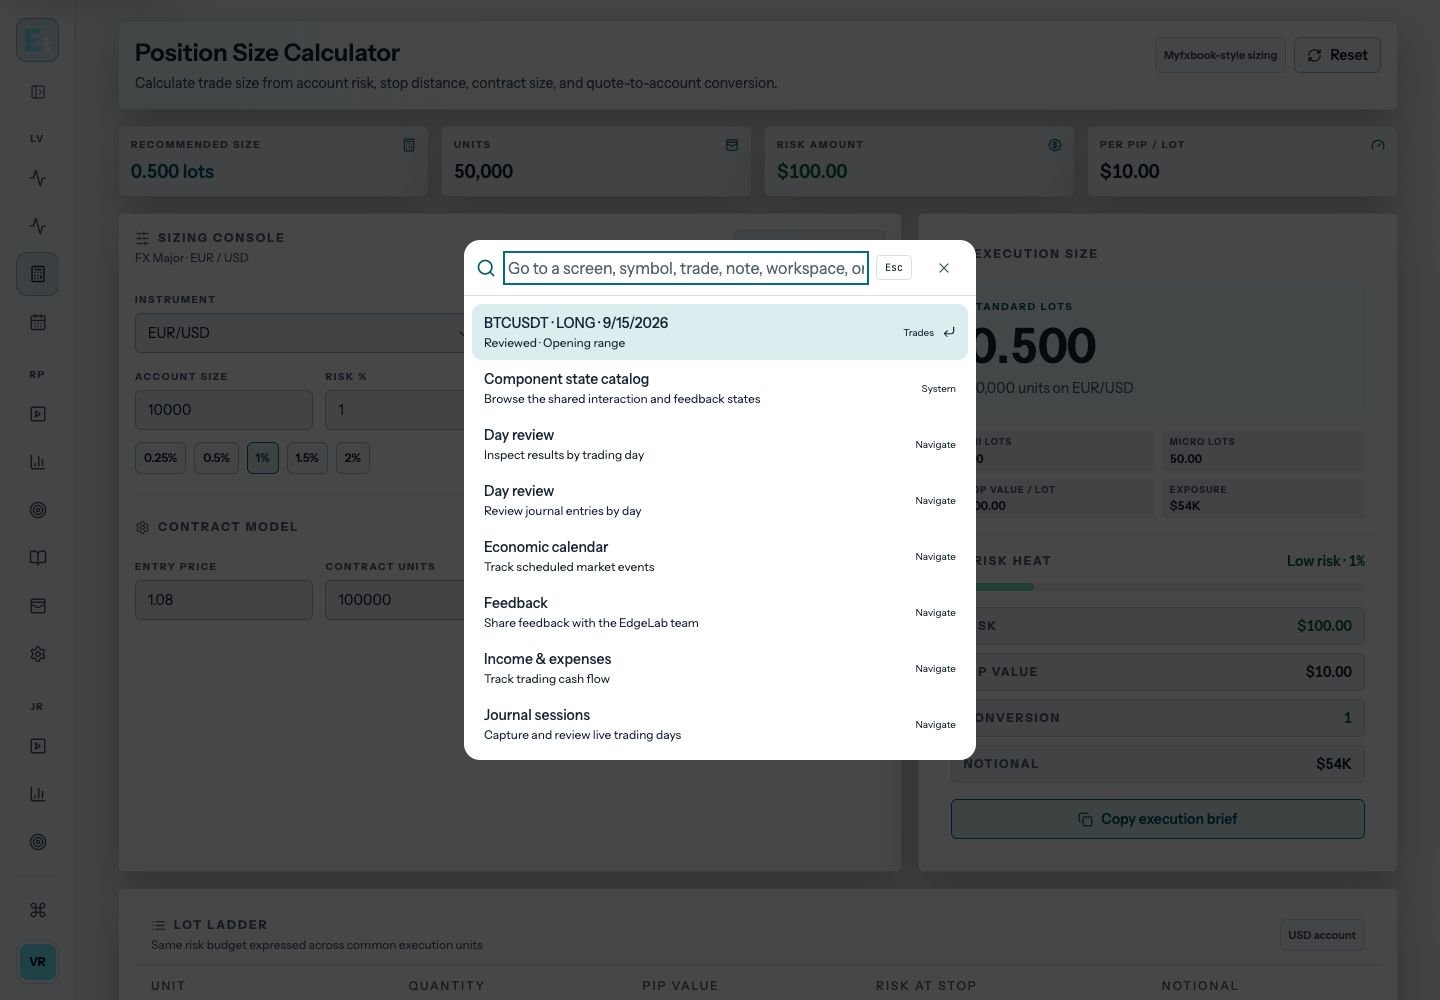 E
Position Size Calculator
Calculate trade size from account risk, stop distance, contract size, and quote-to-account conversion.
Myfxbook-style sizing
Reset
LV
RECOMMENDED SIZE
0.500 lots
UNITS
50,000
RISK AMOUNT
$100.00
PER PIP / LOT
$10.00
SIZING CONSOLE
FX Major · EUR / USD
INSTRUMENT
EUR/USD
ACCOUNT SIZE
RISK %
10000
1
0.25%
0.5%
1%
1.5%
2%
CONTRACT MODEL
ENTRY PRICE
CONTRACT UNITS
1.08
100000
RP
JR
VR
Go to a screen, symbol, trade, note, workspace, or
Esc
BTCUSDT · LONG · 9/15/2026
Reviewed · Opening range
Trades
Component state catalog
Browse the shared interaction and feedback states
System
Day review
Inspect results by trading day
Navigate
Day review
Review journal entries by day
Navigate
Economic calendar
Track scheduled market events
Navigate
Feedback
Share feedback with the EdgeLab team
Navigate
Income & expenses
Track trading cash flow
Navigate
Journal sessions
Capture and review live trading days
Navigate
EXECUTION SIZE
TANDARD LOTS
0.500
0,000 units on EUR/USD
LOTS
MICRO LOTS
50.00
OP VALUE / LOT
00.00
EXPOSURE
$54K
RISK HEAT
Low risk · 1%
SK
$100.00
P VALUE
$10.00
ONVERSION
1
NOTIONAL
$54K
Copy execution brief
LOT LADDER
Same risk budget expressed across common execution units
USD account
UNIT
QUANTITY
PIP VALUE
RISK AT STOP
NOTIONAL